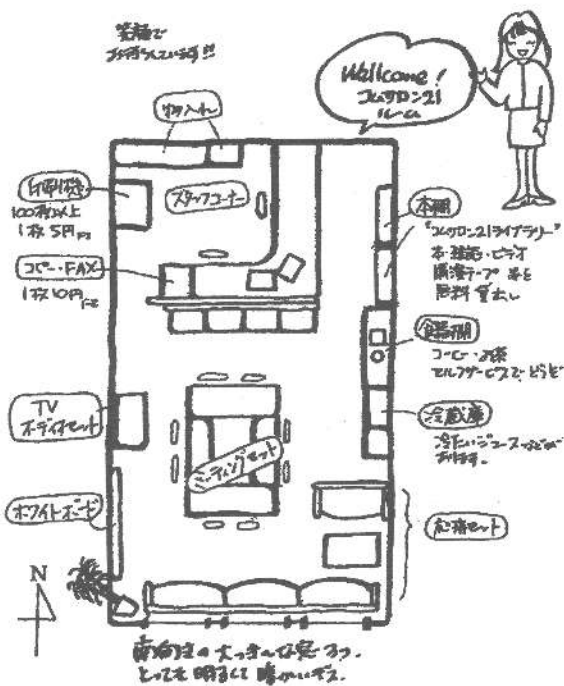 笑顔で
お待ちしています!!
Wellcome!
コムサロン21
ルーム
物入れ
印刷機
100枚以上
1枚 5円にて
スタッフコーナー
本棚
"コムサロン21ライブラリー"
本・雑誌・ビデオ
講演テープ 等を
無料 貸出し
コピー・FAX
1枚10円にて
食器棚
コーヒー・お茶
セルフサービスで どうぞ
TV
オーディオセット
冷蔵庫
冷たいジュースなどが
あります。
ミーティングセット
ホワイトボード
応接セット
N
南向きの 大っきーな窓 3つ。
とっても 明るくて 暖かいデス。